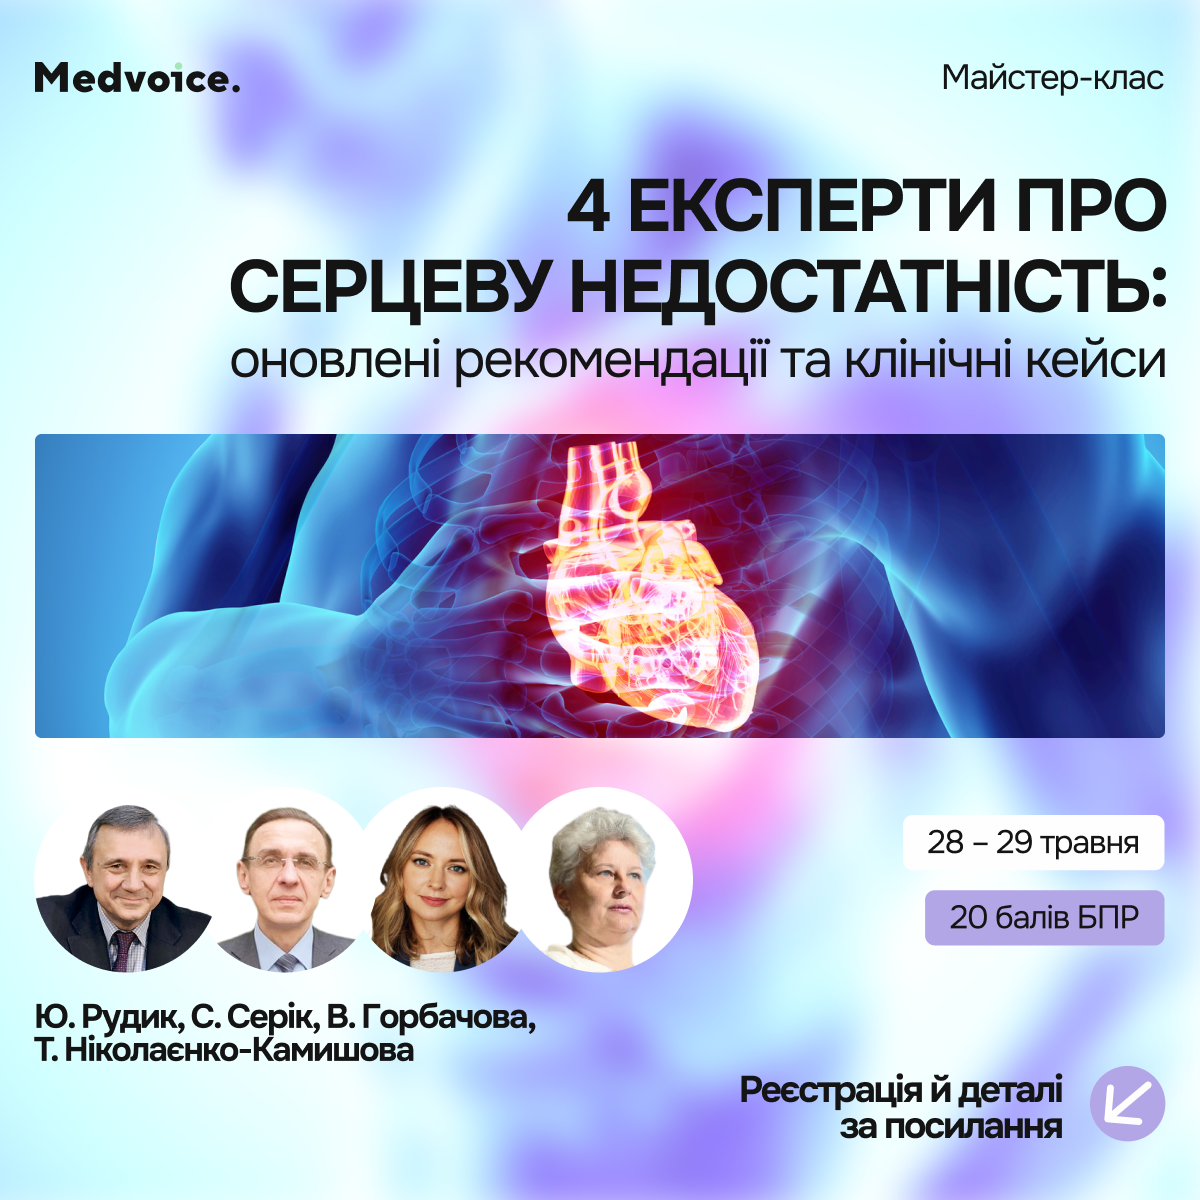 Medvoice.
Майстер-клас
4 ЕКСПЕРТИ ПРО
СЕРЦЕВУ НЕДОСТАТНІСТЬ:
оновлені рекомендації та клінічні кейси
28 – 29 травня
20 балів БПР
Ю. Рудик, С. Серік, В. Горбачова,
Т. Ніколаєнко-Камишова
Реєстрація й деталі
за посилання